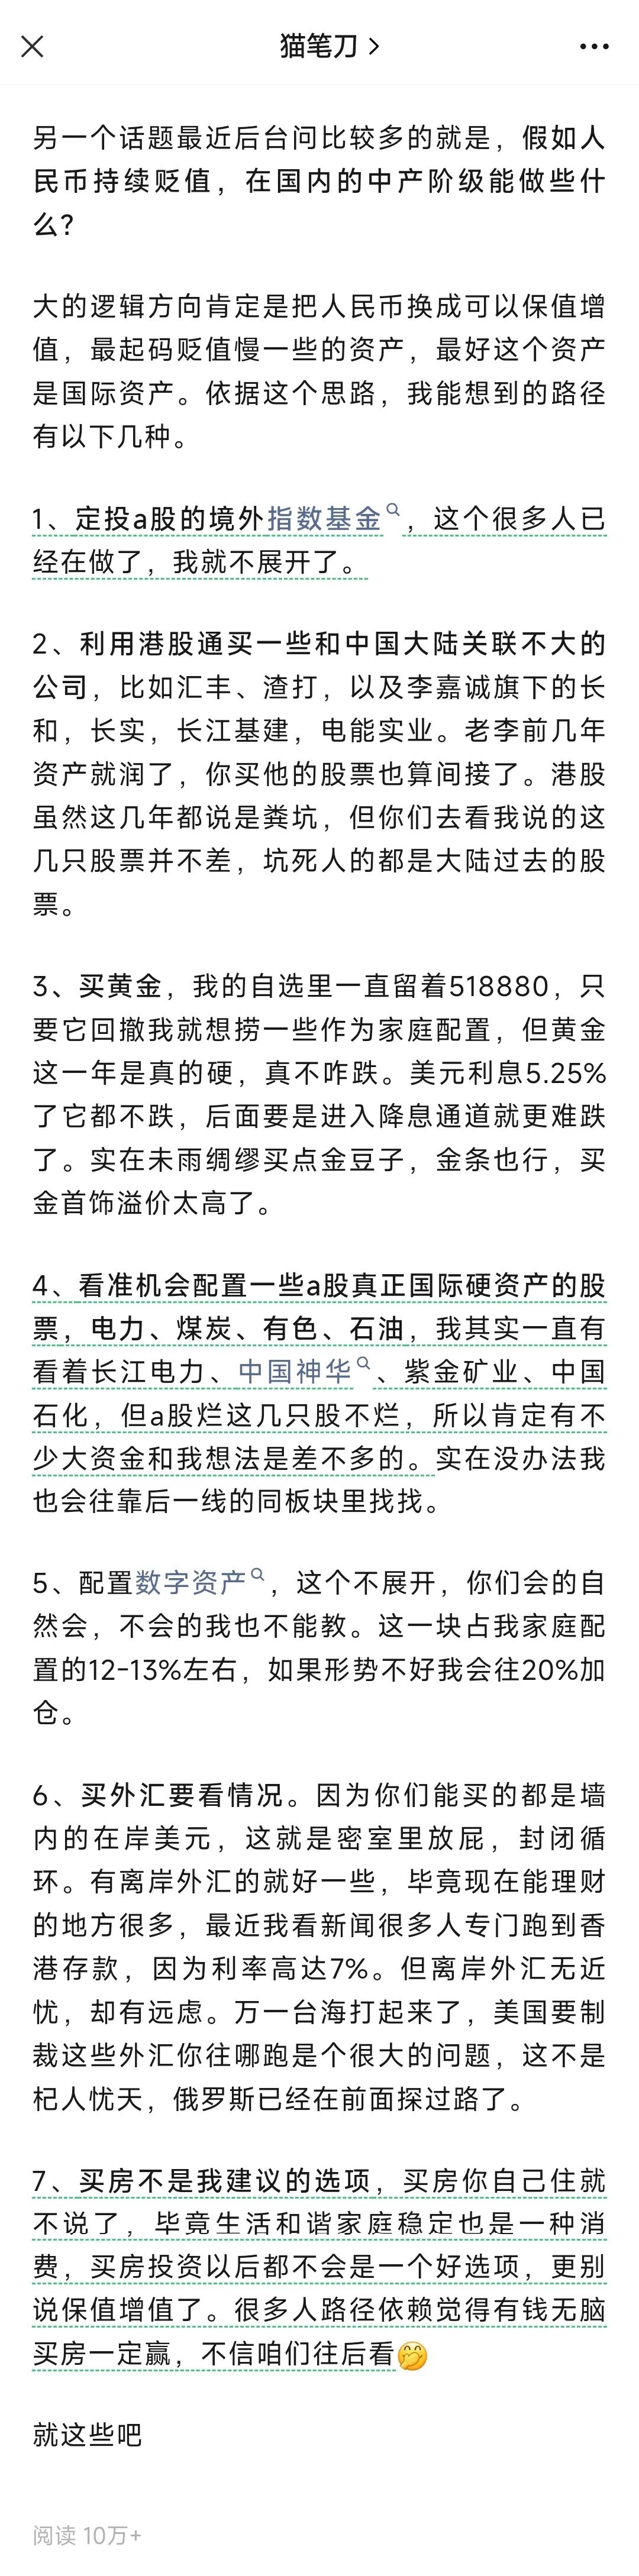 猫笔刀
另一个话题最近后台问比较多的就是，假如人
民币持续贬值，在国内的中产阶级能做些什
么？
大的逻辑方向肯定是把人民币换成可以保值增
值，最起码贬值慢一些的资产，最好这个资产
是国际资产。依据这个思路，我能想到的路径
有以下几种。
1、定投a股的境外指数基金，这个很多人已
经在做了，我就不展开了。
2、利用港股通买一些和中国大陆关联不大的
公司，比如汇丰、渣打，以及李嘉诚旗下的长
和，长实，长江基建，电能实业。老李前几年
资产就润了，你买他的股票也算间接了。港股
虽然这几年都说是粪坑，但你们去看我说的这
几只股票并不差，坑死人的都是大陆过去的股
票。
3、买黄金，我的自选里一直留着518880，只
要它回撤我就想捞一些作为家庭配置，但黄金
这一年是真的硬，真不咋跌。美元利息5.25%
了它都不跌，后面要是进入降息通道就更难跌
了。实在未雨绸缪买点金豆子，金条也行，买
金首饰溢价太高了。
4、看准机会配置一些a股真正国际硬资产的股
票，电力、煤炭、有色、石油，我其实一直有
看着长江电力、中国神华、紫金矿业、中国
石化，但a股烂这几只股不烂，所以肯定有不
少大资金和我想法是差不多的。实在没办法我
也会往靠后一线的同板块里找找。
5、配置数字资产，这个不展开，你们会的自
然会，不会的我也不能教。这一块占我家庭配
置的12-13%左右，如果形势不好我会往20%加
仓。
6、买外汇要看情况。因为你们能买的都是墙
内的在岸美元，这就是密室里放屁，封闭循
环。有离岸外汇的就好一些，毕竟现在能理财
的地方很多，最近我看新闻很多人专门跑到香
港存款，因为利率高达7%。但离岸外汇无近
忧，却有远虑。万一台海打起来了，美国要制
裁这些外汇你往哪跑是个很大的问题，这不是
杞人忧天，俄罗斯已经在前面探过路了。
7、买房不是我建议的选项，买房你自己住就
不说了，毕竟生活和谐家庭稳定也是一种消
费，买房投资以后都不会是一个好选项，更别
说保值增值了。很多人路径依赖觉得有钱无脑
买房一定赢，不信咱们往后看🤭
就这些吧
阅读 10万+